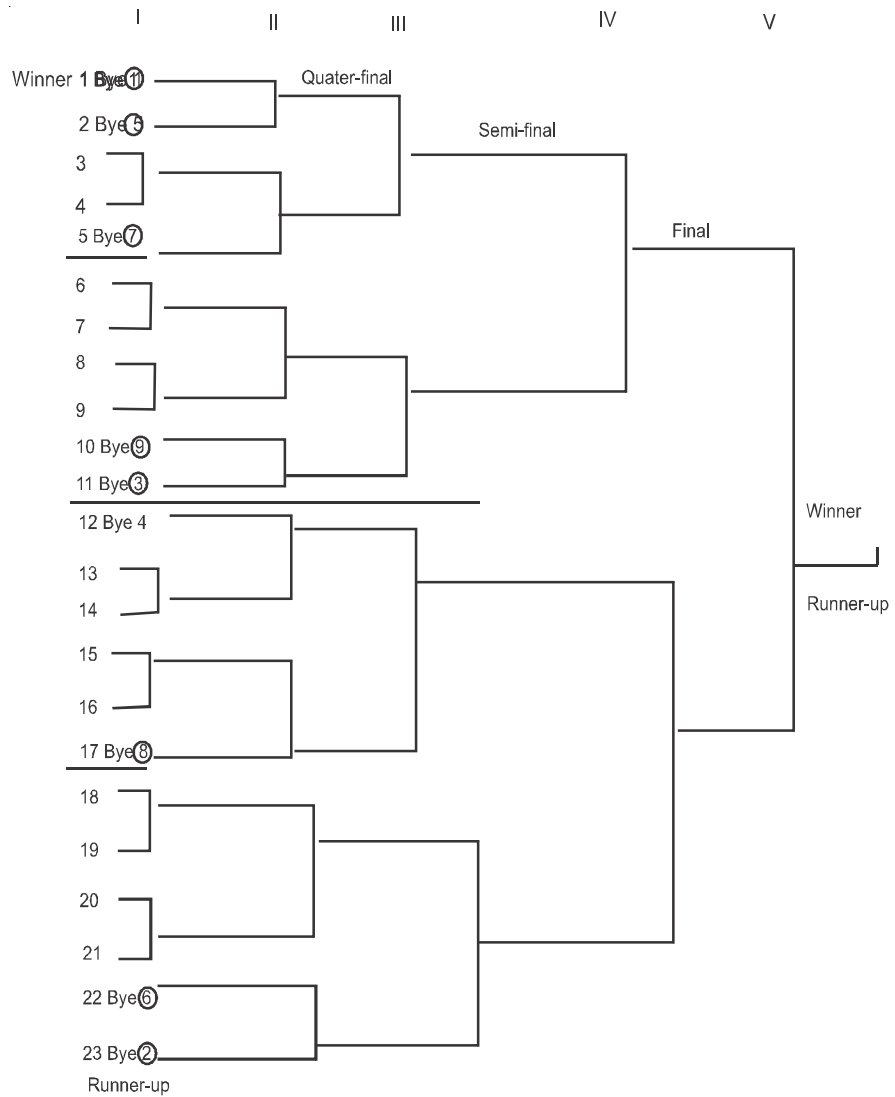 I II III IV V
Winner 1 Bye 1 Quater-final
2 Bye 5 Semi-final
3
4
5 Bye 7 Final
6
7
8
9
10 Bye 9
11 Bye 3
12 Bye 4 Winner
13
14 Runner-up
15
16
17 Bye 8
18
19
20
21
22 Bye 6
23 Bye 2
Runner-up